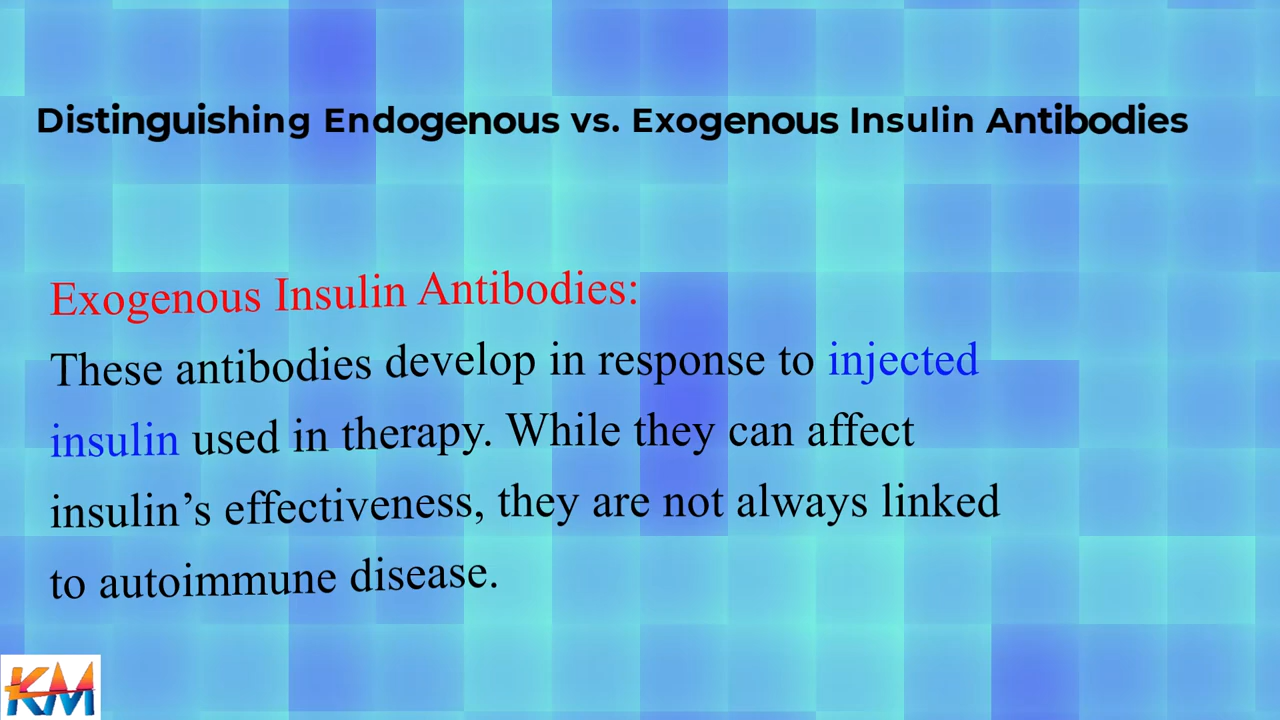 Distinguishing Endogenous vs. Exogenous Insulin Antibodies
Exogenous Insulin Antibodies:
These antibodies develop in response to injected
insulin used in therapy. While they can affect
insulin’s effectiveness, they are not always linked
to autoimmune disease.
KM